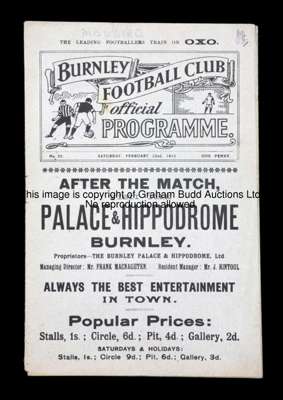 THE LEADING FOOTBALLERS TRAIN ON OXO.
BURNLEY
FOOTBALL CLUB
official
PROGRAMME.
SATURDAY, FEBRUARY 22nd, 1913
ONE PENNY.
AFTER THE MATCH,
This image is copyright of Graham Budd Auctions Ltd
PALACE & HIPPODROME
No reproduction allowed
BURNLEY.
Proprietors—THE BURNLEY PALACE & HIPPODROME, Ltd.
Managing Director: Mr. FRANK MACNAGHTEN
Resident Manager: Mr. J. KINTOOL
ALWAYS THE BEST ENTERTAINMENT
IN TOWN.
Popular Prices:
Stalls, 1s.; Circle, 6d.; Pit, 4d.; Gallery, 2d.
SATURDAYS & HOLIDAYS:
Stalls, 1s.; Circle 9d.; Pit, 6d.; Gallery, 3d.